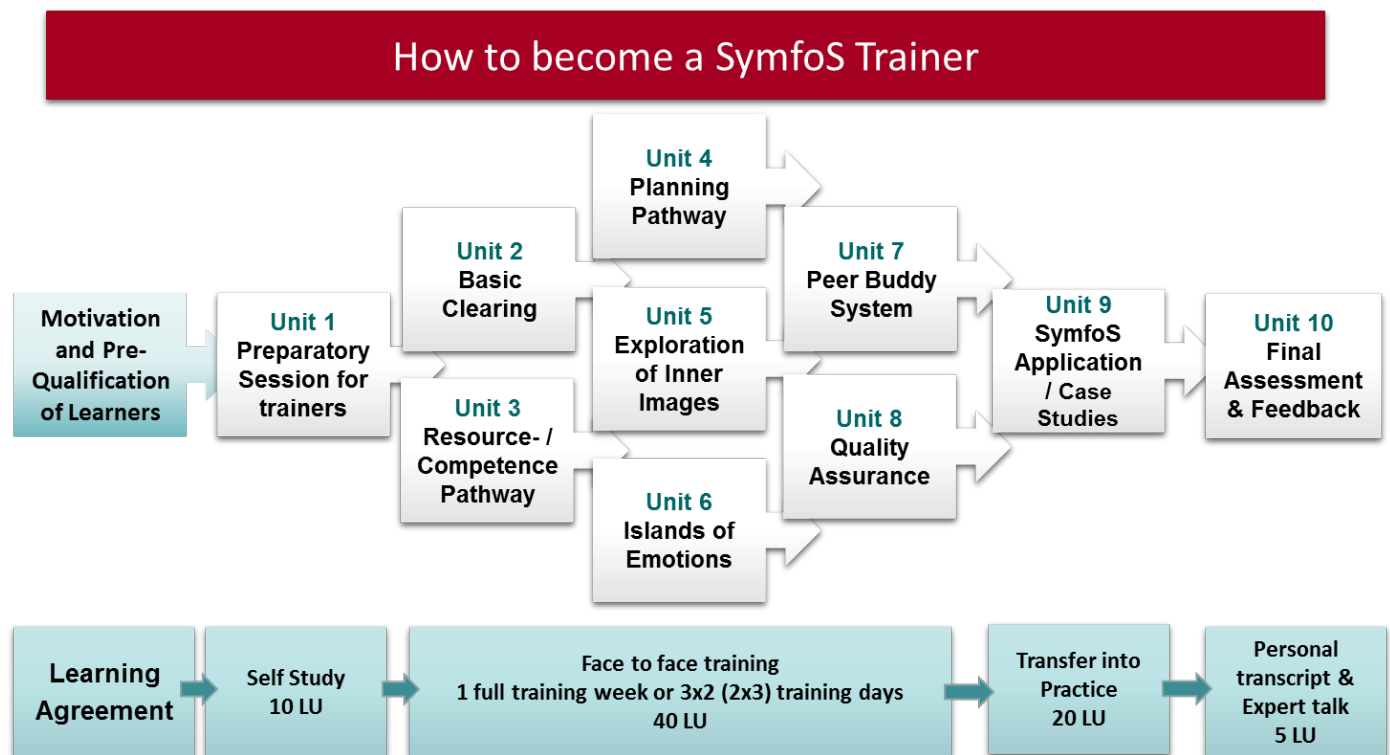 How to become a SymfoS Trainer
Motivation
and Pre-
Qualification
of Learners
Unit 1
Preparatory
Session for
trainers
Unit 2
Basic
Clearing
Unit 3
Resource- /
Competence
Pathway
Unit 4
Planning
Pathway
Unit 5
Exploration
of Inner
Images
Unit 6
Islands of
Emotions
Unit 7
Peer Buddy
System
Unit 8
Quality
Assurance
Unit 9
SymfoS
Application
/ Case
Studies
Unit 10
Final
Assessment
& Feedback
Learning
Agreement
Self Study
10 LU
Face to face training
1 full training week or 3x2 (2x3) training days
40 LU
Transfer into
Practice
20 LU
Personal
transcript &
Expert talk
5 LU